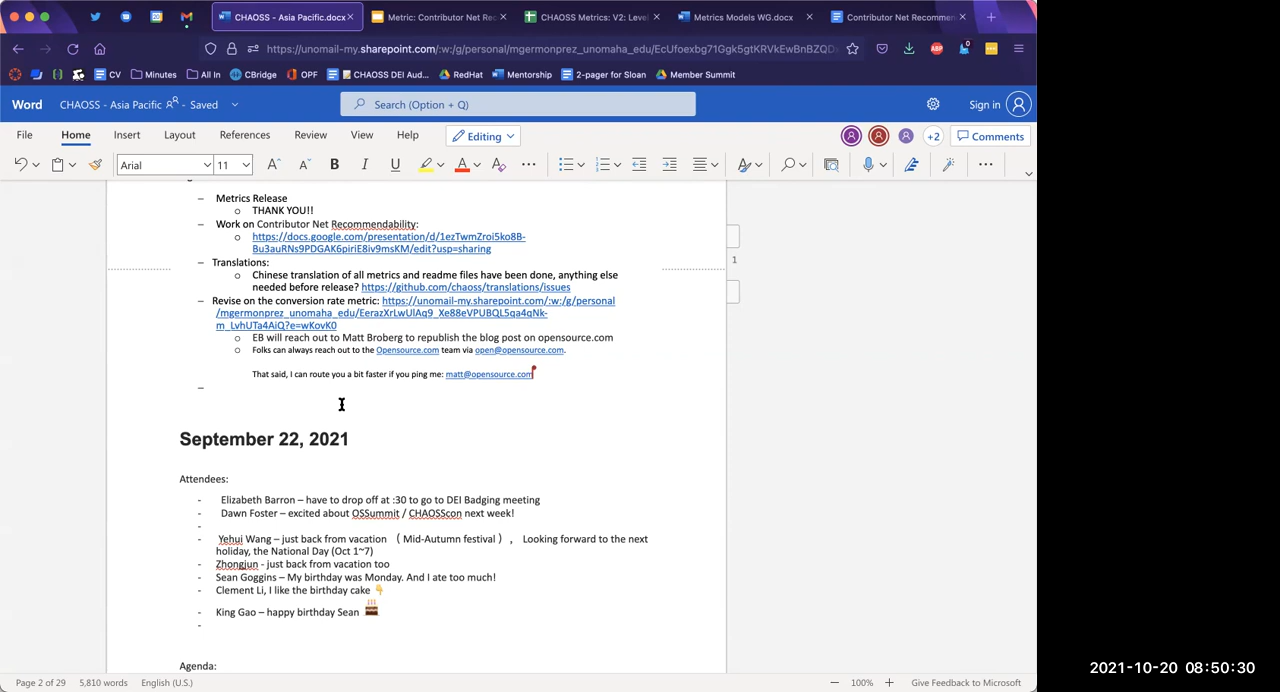 CHAOSS - Asia Pacific.docx
Metric: Contributor Net Rec
CHAOSS Metrics: V2: Level
Metrics Models WG.docx
Contributor Net Recommen
https://unomail-my.sharepoint.com/:w:/g/personal/mgermonprez_unomaha_edu/EcUfoexbg71Ggk5gtKRVkEwBnBZQD
CV Minutes All In CBridge OPF CHAOSS DEI Aud... RedHat Mentorship 2-pager for Sloan Member Summit
Word CHAOSS - Asia Pacific - Saved Search (Option + Q) Sign in
File Home Insert Layout References Review View Help Editing +2 Comments
Arial 11 B I U A
– Metrics Release
o THANK YOU!!
– Work on Contributor Net Recommendability:
o https://docs.google.com/presentation/d/1ezTwmZroi5ko8B-
Bu3auRNs9PDGAK6piriE8iv9msKM/edit?usp=sharing
– Translations:
o Chinese translation of all metrics and readme files have been done, anything else
needed before release? https://github.com/chaoss/translations/issues
– Revise on the conversion rate metric: https://unomail-my.sharepoint.com/:w:/g/personal
/mgermonprez_unomaha_edu/EerazXrLwUlAq9_Xe88eVPUBQL5qa4qNk-
m_LvhUTa4AiQ?e=wKovK0
o EB will reach out to Matt Broberg to republish the blog post on opensource.com
o Folks can always reach out to the Opensource.com team via open@opensource.com.
That said, I can route you a bit faster if you ping me: matt@opensource.com
–
1
September 22, 2021
Attendees:
- Elizabeth Barron – have to drop off at :30 to go to DEI Badging meeting
- Dawn Foster – excited about OSSummit / CHAOSScon next week!
-
- Yehui Wang – just back from vacation （Mid-Autumn festival）， Looking forward to the next
holiday, the National Day (Oct 1~7)
- Zhongjun - just back from vacation too
- Sean Goggins – My birthday was Monday. And I ate too much!
- Clement Li, I like the birthday cake 👇
- King Gao – happy birthday Sean 🎂
-
Agenda:
Page 2 of 29 5,810 words English (U.S.) 100% Give Feedback to Microsoft
2021-10-20 08:50:30